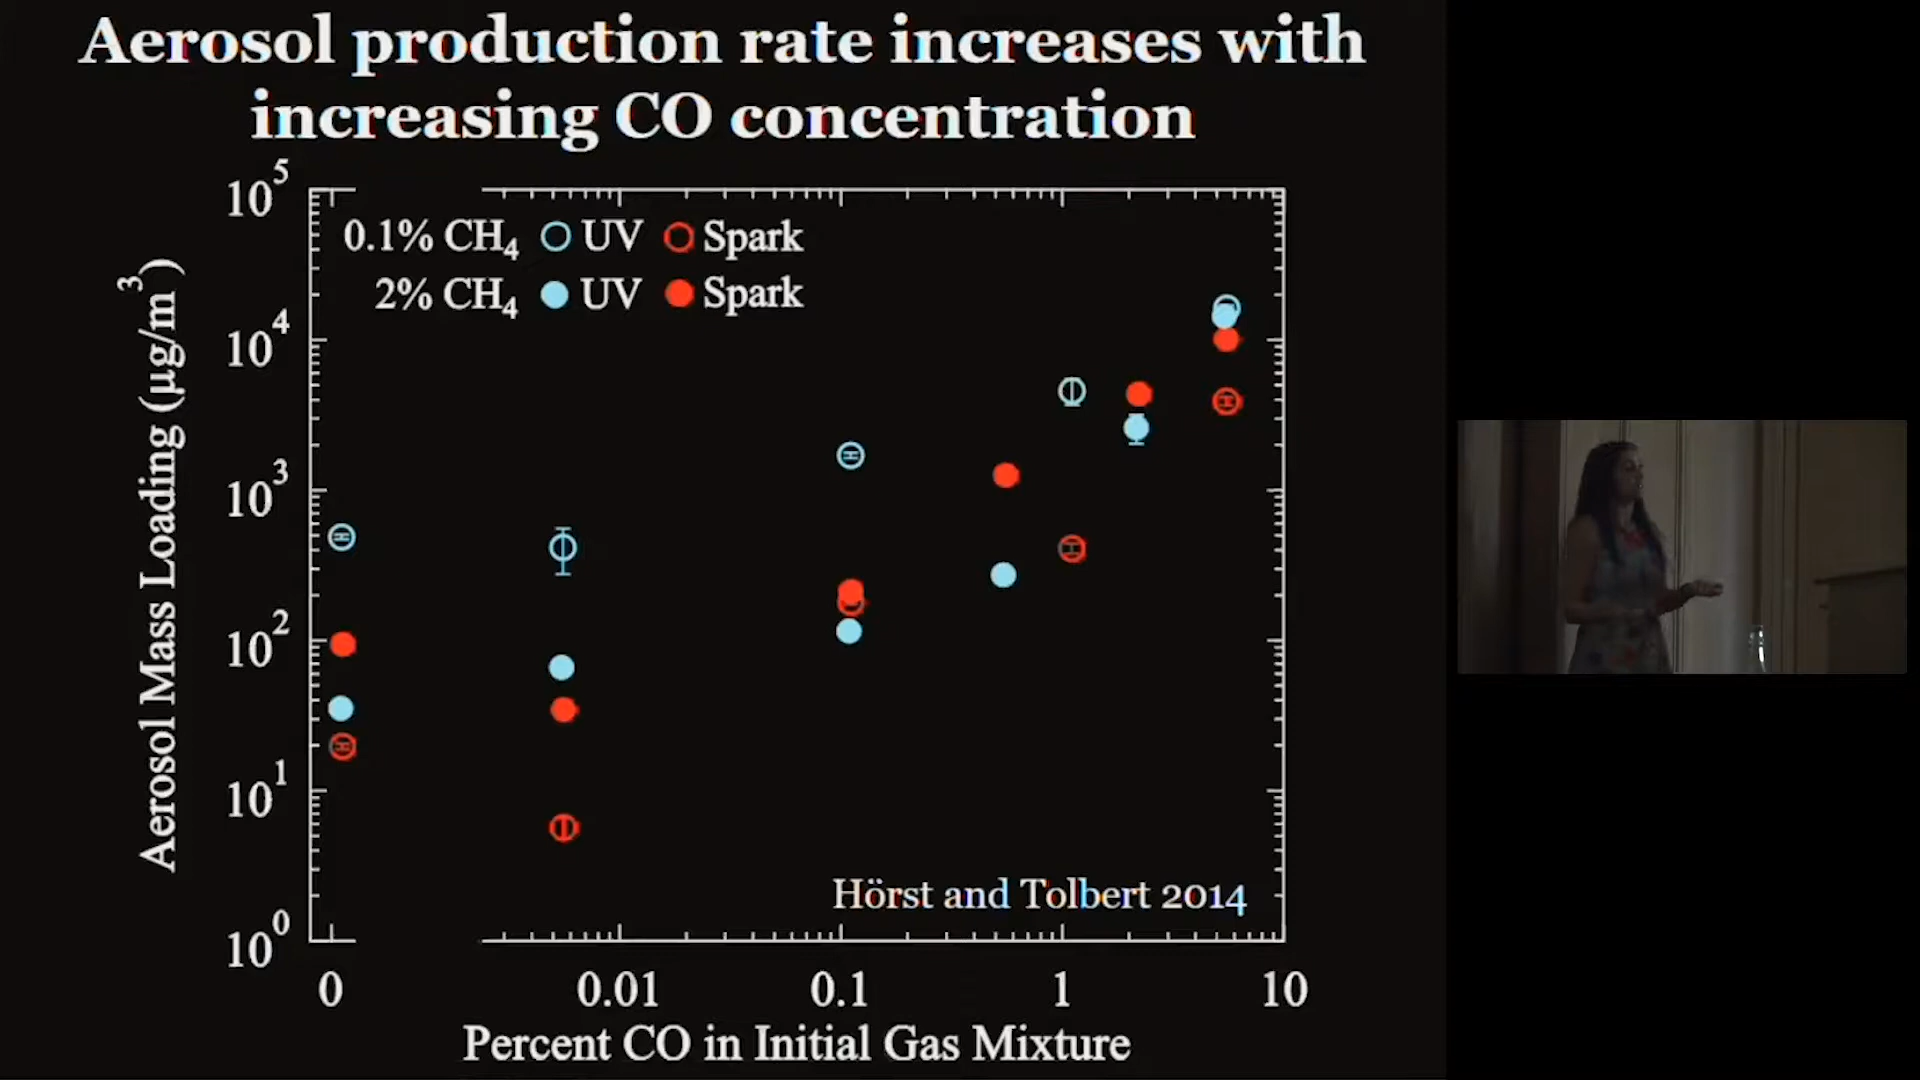 Aerosol production rate increases with
increasing CO concentration
0.1% CH₄ UV Spark
2% CH₄ UV Spark
10⁵
10⁴
10³
10²
10¹
10⁰
Aerosol Mass Loading (µg/m³)
Hörst and Tolbert 2014
0 0.01 0.1 1 10
Percent CO in Initial Gas Mixture